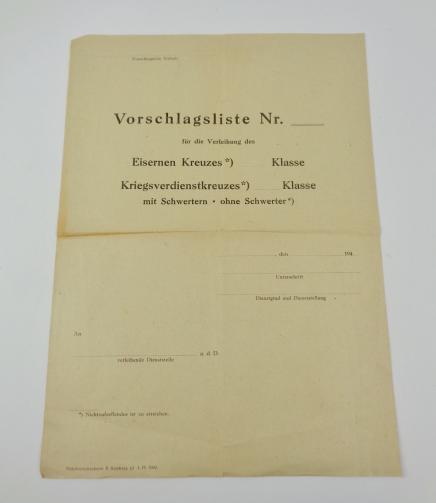 Vorschlagsliste Nr.
für die Verleihung des
Eisernen Kreuzes*) Klasse
Kriegsverdienstkreuzes*) Klasse
mit Schwertern • ohne Schwerter*)
, den 194
Unterschrift
Dienstgrad und Dienststellung
An
a. d. D.
verleihende Dienststelle
*) Nichtzutreffendes ist zu streichen.